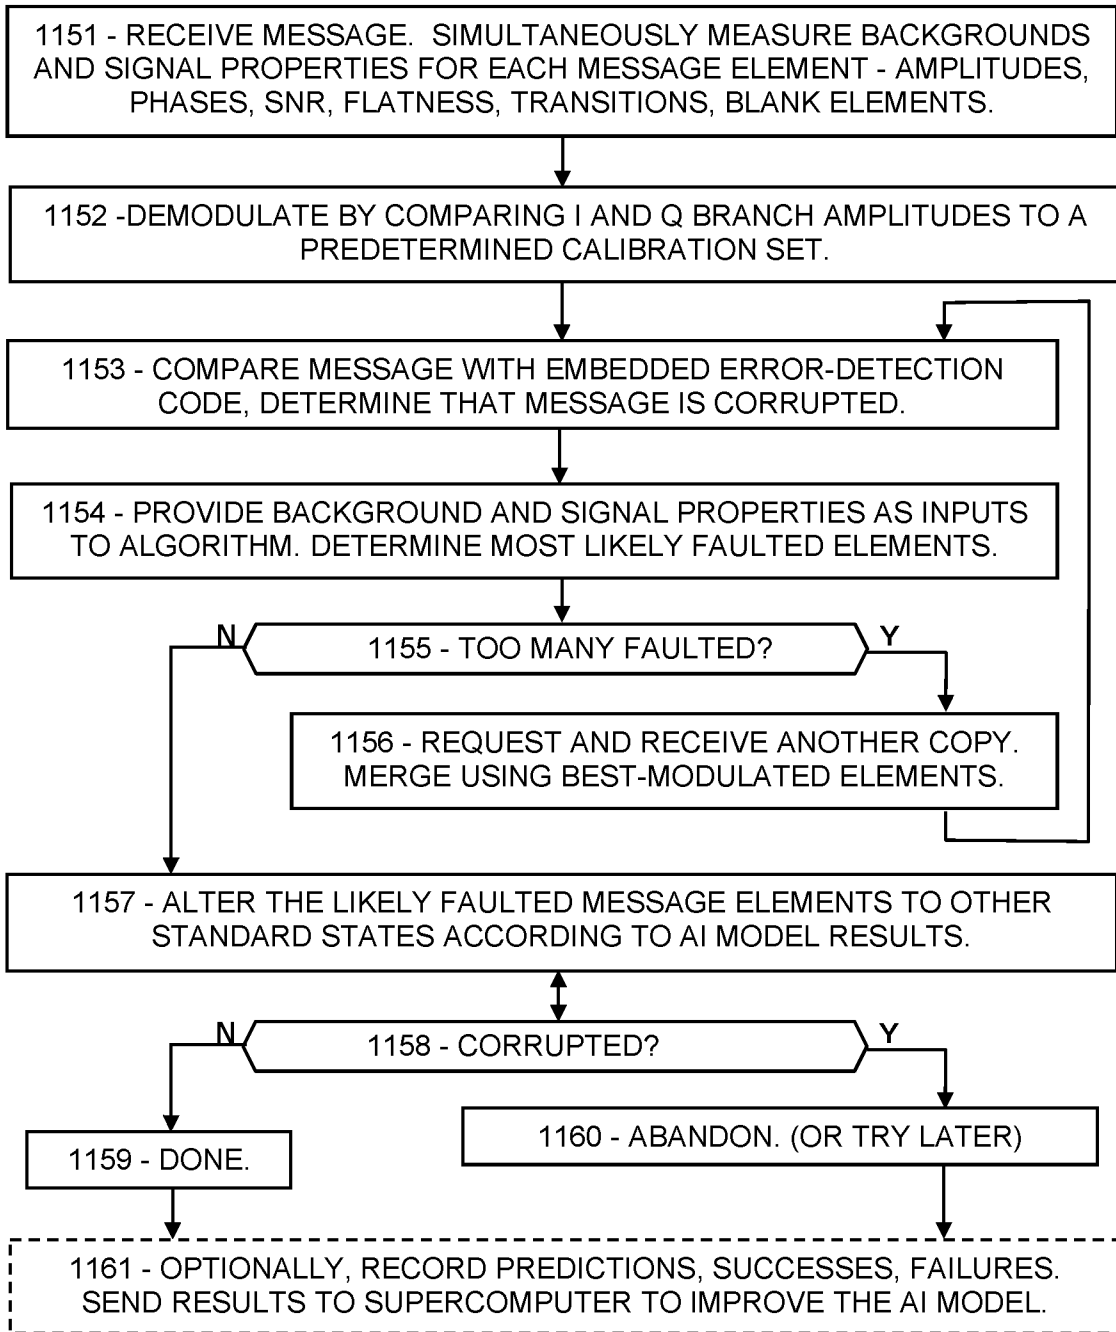 1151 - RECEIVE MESSAGE.  SIMULTANEOUSLY MEASURE BACKGROUNDS
AND SIGNAL PROPERTIES FOR EACH MESSAGE ELEMENT - AMPLITUDES,
PHASES, SNR, FLATNESS, TRANSITIONS, BLANK ELEMENTS.
1152 -DEMODULATE BY COMPARING I AND Q BRANCH AMPLITUDES TO A
PREDETERMINED CALIBRATION SET.
1153 - COMPARE MESSAGE WITH EMBEDDED ERROR-DETECTION
CODE, DETERMINE THAT MESSAGE IS CORRUPTED.
1154 - PROVIDE BACKGROUND AND SIGNAL PROPERTIES AS INPUTS
TO ALGORITHM. DETERMINE MOST LIKELY FAULTED ELEMENTS.
N
1155 - TOO MANY FAULTED?
Y
1156 - REQUEST AND RECEIVE ANOTHER COPY.
MERGE USING BEST-MODULATED ELEMENTS.
1157 - ALTER THE LIKELY FAULTED MESSAGE ELEMENTS TO OTHER
STANDARD STATES ACCORDING TO AI MODEL RESULTS.
N
1158 - CORRUPTED?
Y
1159 - DONE.
1160 - ABANDON. (OR TRY LATER)
1161 - OPTIONALLY, RECORD PREDICTIONS, SUCCESSES, FAILURES.
SEND RESULTS TO SUPERCOMPUTER TO IMPROVE THE AI MODEL.